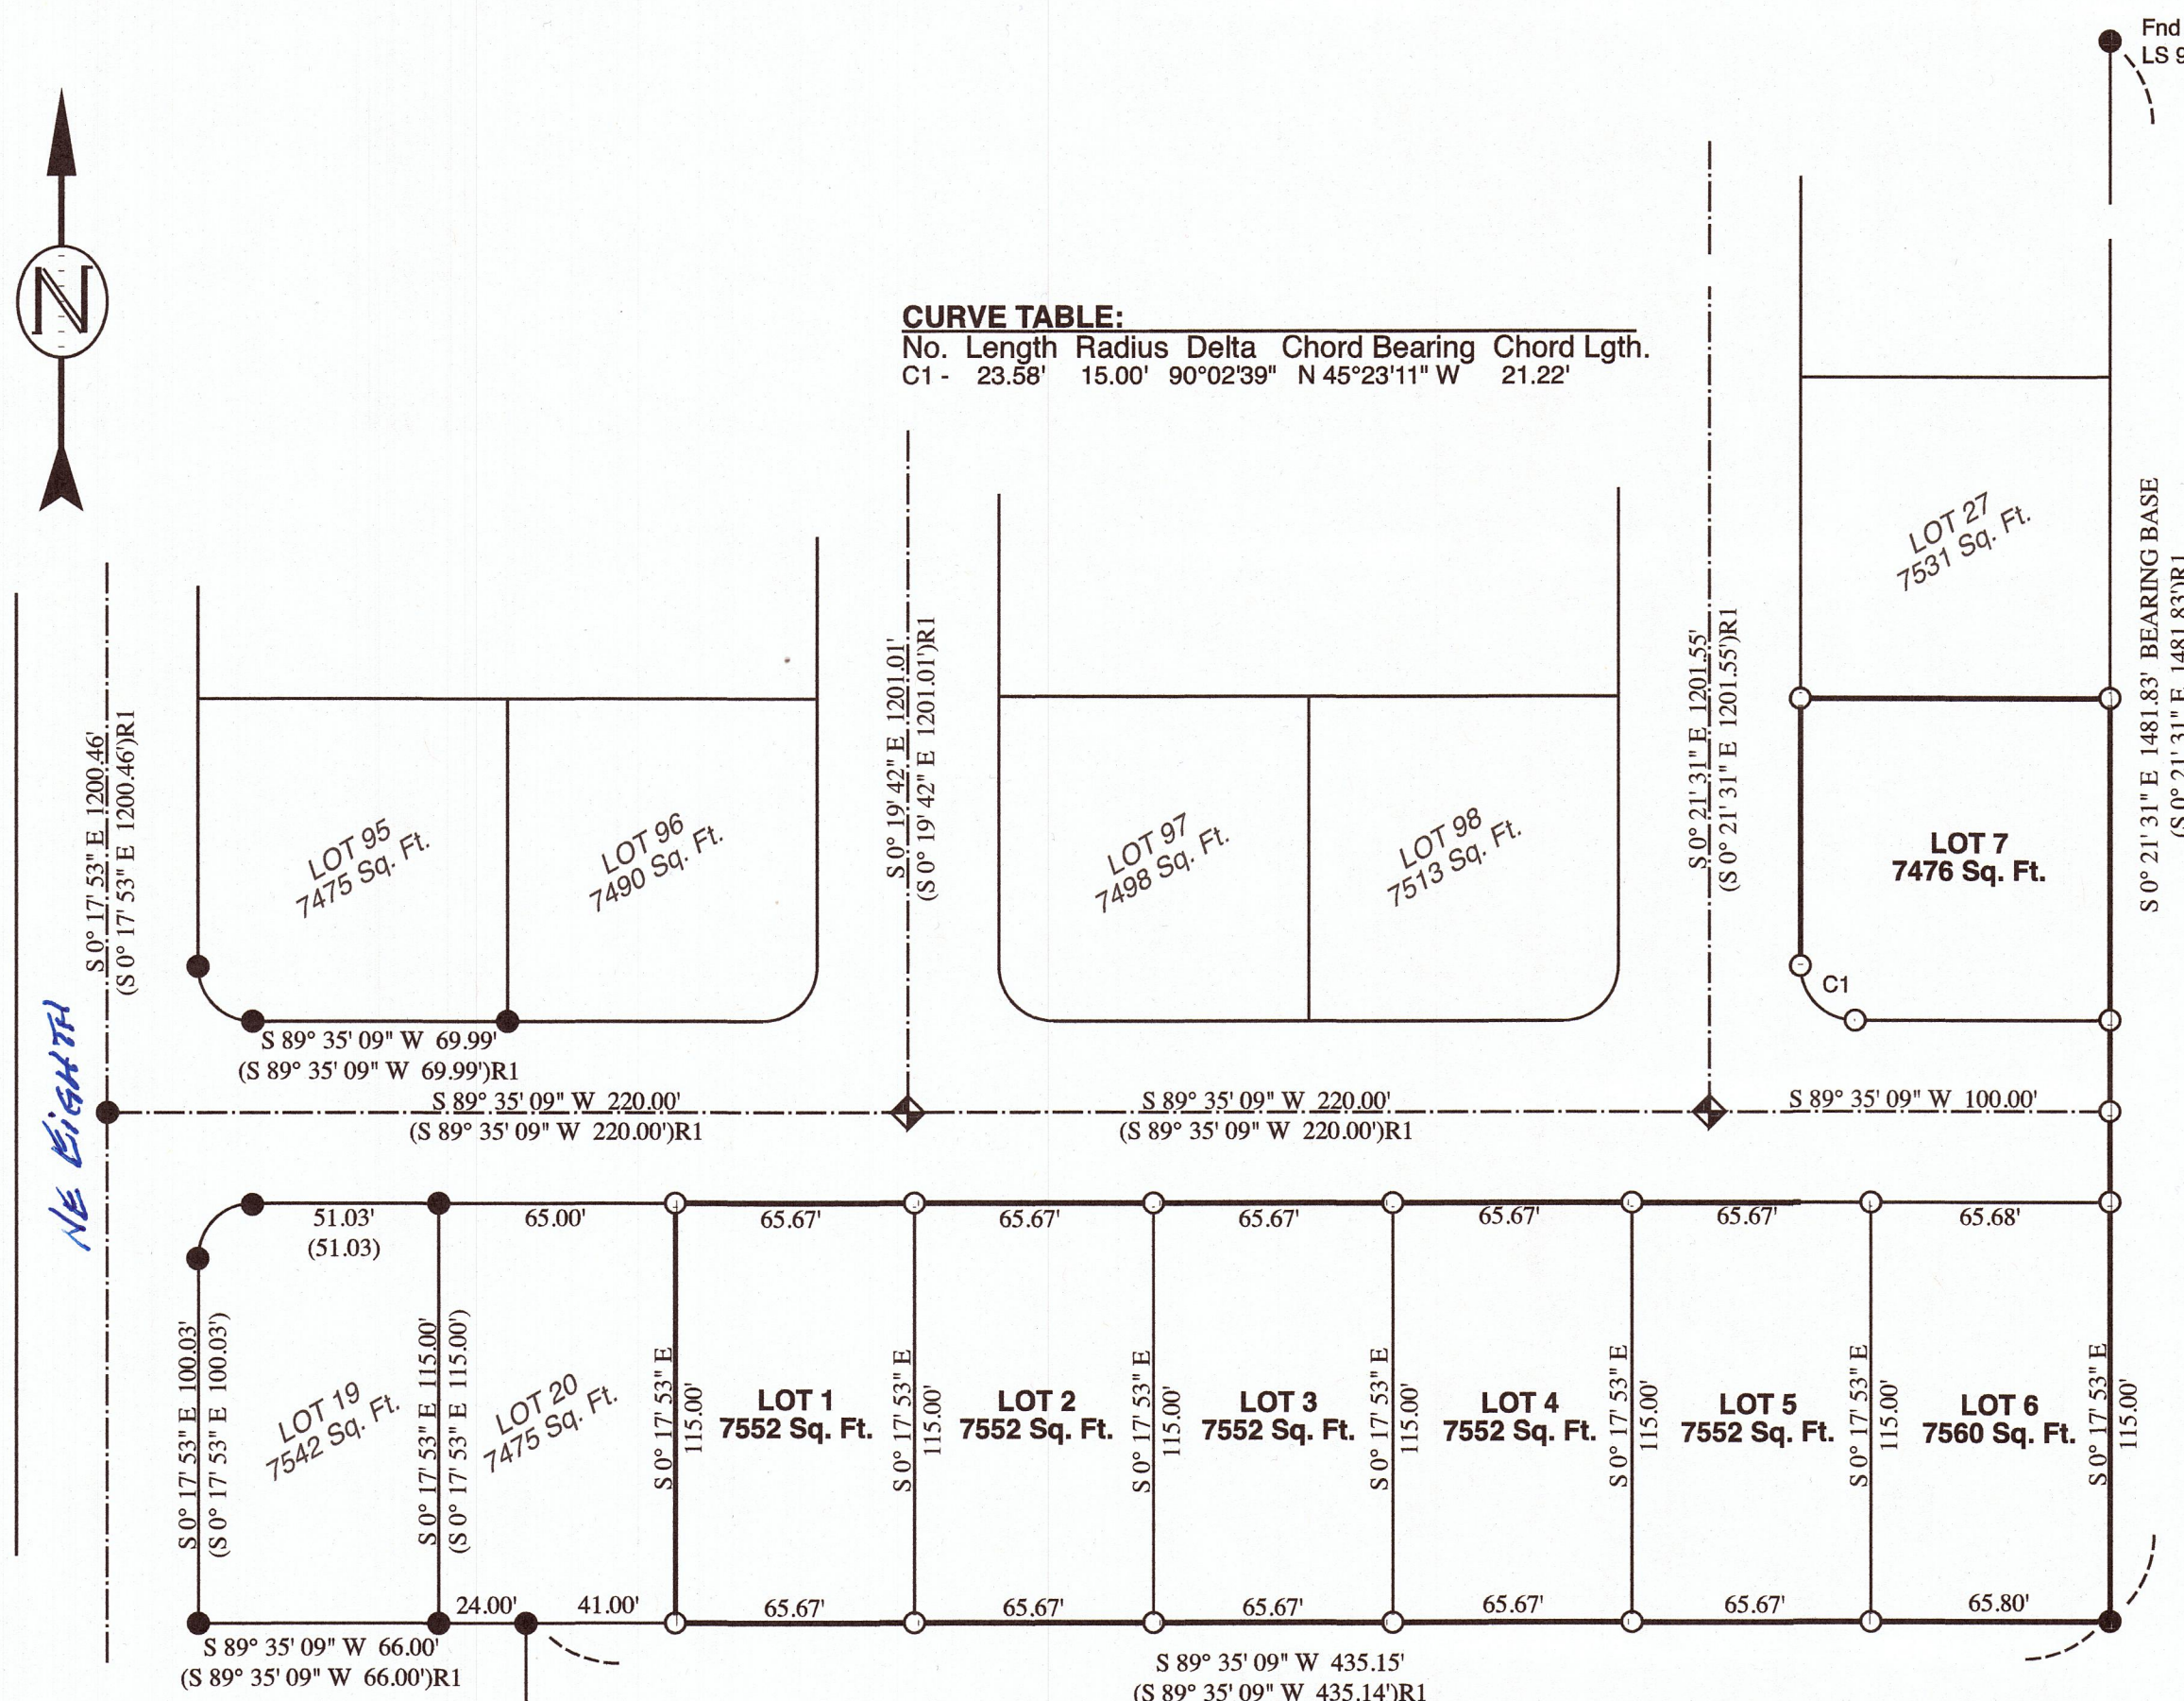 Fnd
LS 9
N
CURVE TABLE:
No. Length Radius Delta Chord Bearing Chord Lgth.
C1 - 23.58' 15.00' 90°02'39" N 45°23'11" W 21.22'
LOT 27
7531 Sq. Ft.
S 0° 21' 31" E 1481.83' BEARING BASE
(S 0° 21' 31" E 1481.83')R1
S 0° 17' 53" E 1200.46'
(S 0° 17' 53" E 1200.46')R1
LOT 95
7475 Sq. Ft.
LOT 96
7490 Sq. Ft.
S 0° 19' 42" E 1201.01'
(S 0° 19' 42" E 1201.01')R1
LOT 97
7498 Sq. Ft.
LOT 98
7513 Sq. Ft.
S 0° 21' 31" E 1201.55'
(S 0° 21' 31" E 1201.55')R1
LOT 7
7476 Sq. Ft.
C1
NE EIGHTH
S 89° 35' 09" W 69.99'
(S 89° 35' 09" W 69.99')R1
S 89° 35' 09" W 220.00'
(S 89° 35' 09" W 220.00')R1
S 89° 35' 09" W 220.00'
(S 89° 35' 09" W 220.00')R1
S 89° 35' 09" W 100.00'
51.03'
(51.03)
65.00'
65.67'
65.67'
65.67'
65.67'
65.67'
65.68'
S 0° 17' 53" E 100.03'
(S 0° 17' 53" E 100.03')
LOT 19
7542 Sq. Ft.
S 0° 17' 53" E 115.00'
(S 0° 17' 53" E 115.00')
LOT 20
7475 Sq. Ft.
S 0° 17' 53" E
115.00'
LOT 1
7552 Sq. Ft.
S 0° 17' 53" E
115.00'
LOT 2
7552 Sq. Ft.
S 0° 17' 53" E
115.00'
LOT 3
7552 Sq. Ft.
S 0° 17' 53" E
115.00'
LOT 4
7552 Sq. Ft.
S 0° 17' 53" E
115.00'
LOT 5
7552 Sq. Ft.
S 0° 17' 53" E
115.00'
LOT 6
7560 Sq. Ft.
S 0° 17' 53" E
115.00'
24.00'
41.00'
65.67'
65.67'
65.67'
65.67'
65.67'
65.80'
S 89° 35' 09" W 66.00'
(S 89° 35' 09" W 66.00')R1
S 89° 35' 09" W 435.15'
(S 89° 35' 09" W 435.14')R1